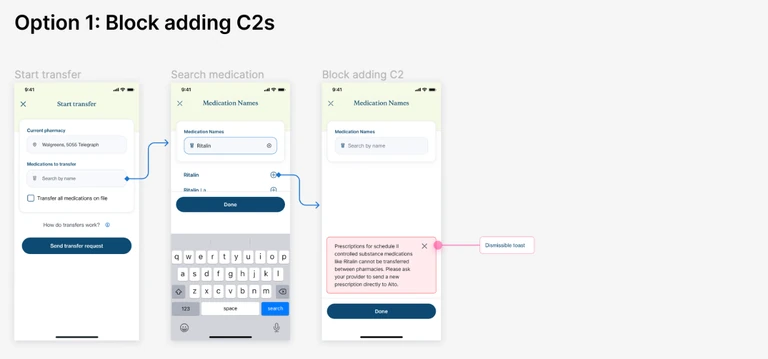 Option 1: Block adding C2s
Start transfer
Search medication
Block adding C2
9:41
Start transfer
Current pharmacy
Walgreens, 5055 Telegraph
Medications to transfer
Search by name
Transfer all medications on file
How do transfers work?
Send transfer request
9:41
Medication Names
Medication Names
Ritalin
Ritalin
Ritalin La
Done
q w e r t y u i o p
a s d f g h j k l
z x c v b n m
123 space search
9:41
Medication Names
Medication Names
Search by name
Prescriptions for schedule II
controlled substance medications
like Ritalin cannot be transferred
between pharmacies. Please ask
your provider to send a new
prescription directly to Alto.
Done
Dismissible toast